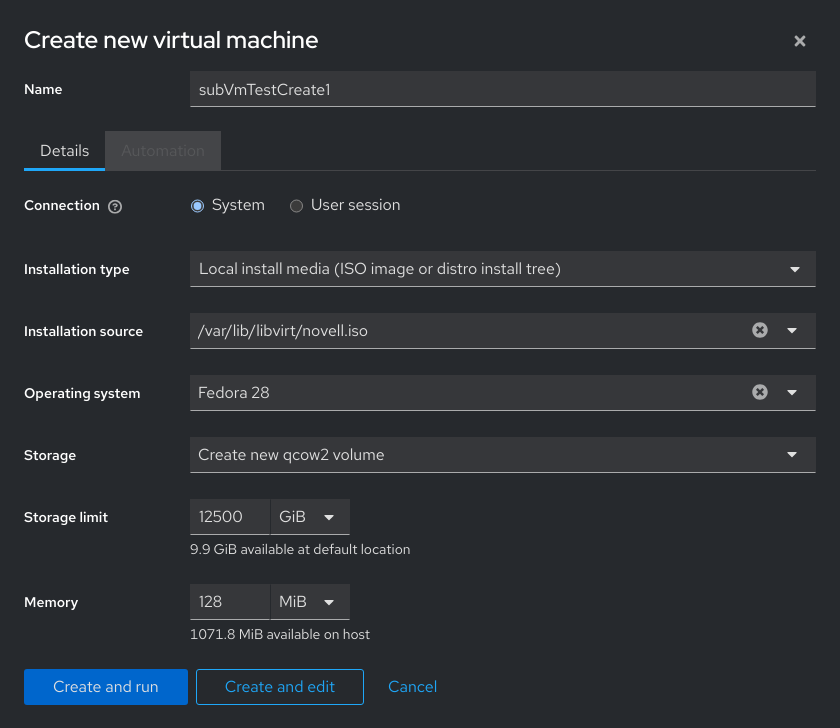 Create new virtual machine
Name
subVmTestCreate1
Details
Automation
Connection
System
User session
Installation type
Local install media (ISO image or distro install tree)
Installation source
/var/lib/libvirt/novell.iso
Operating system
Fedora 28
Storage
Create new qcow2 volume
Storage limit
12500
GiB
9.9 GiB available at default location
Memory
128
MiB
1071.8 MiB available on host
Create and run
Create and edit
Cancel